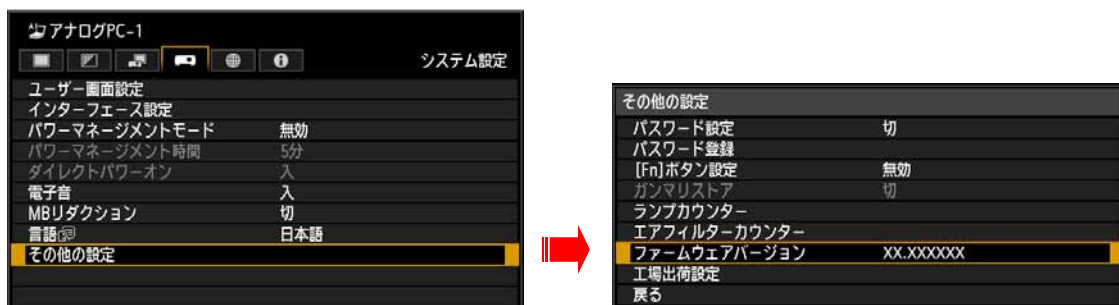 アナログPC-1
システム設定
ユーザー画面設定
インターフェース設定
パワーマネージメントモード 無効
パワーマネージメント時間 5分
ダイレクトパワーオン 入
電子音 入
MBリダクション 切
言語 日本語
その他の設定
その他の設定
パスワード設定 切
パスワード登録
[Fn]ボタン設定 無効
ガンマリストア 切
ランプカウンター
エアフィルターカウンター
ファームウェアバージョン XX.XXXXXX
工場出荷設定
戻る